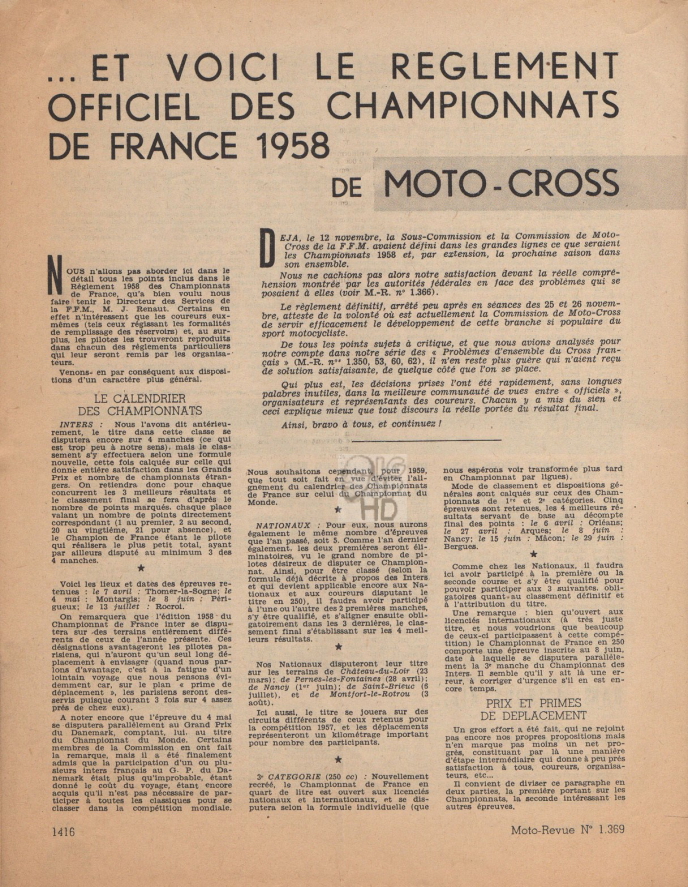 ... ET VOICI LE REGLEMENT
OFFICIEL DES CHAMPIONNATS
DE FRANCE 1958
DE MOTO-CROSS
DEJA, le 12 novembre, la Sous-Commission et la Commission de Moto-
Cross de la F.F.M. avaient défini dans les grandes lignes ce que seraient
les Championnats 1958 et, par extension, la prochaine saison dans
son ensemble.
Nous ne cachions pas alors notre satisfaction devant la réelle compré-
hension montrée par les autorités fédérales en face des problèmes qui se
posaient à elles (voir M.-R. n° 1.366).
Le règlement définitif, arrêté peu après en séances des 25 et 26 novem-
bre, atteste de la volonté où est actuellement la Commission de Moto-Cross
de servir efficacement le développement de cette branche si populaire du
sport motocycliste.
De tous les points sujets à critique, et que nous avions analysés pour
notre compte dans notre série des « Problèmes d'ensemble du Cross fran-
çais » (M.-R. nos 1.350, 53, 60, 62), il n'en reste plus guère qui n'aient reçu
de solution satisfaisante, de quelque côté que l'on se place.
Qui plus est, les décisions prises l'ont été rapidement, sans longues
palabres inutiles, dans la meilleure communauté de vues entre « officiels »,
organisateurs et représentants des coureurs. Chacun y a mis du sien et
ceci explique mieux que tout discours la réelle portée du résultat final.
Ainsi, bravo à tous, et continuez !
NOUS n'allons pas aborder ici dans le
détail tous les points inclus dans le
Règlement 1958 des Championnats
de France, qu'a bien voulu nous
faire tenir le Directeur des Services de
la F.F.M., M. J. Renaut. Certains en
effet n'intéressent que les coureurs eux-
mêmes (tels ceux réglissant les formalités
de remplissage des réservoirs) et, au sur-
plus, les pilotes les trouveront reproduits
dans chacun des règlements particuliers
qui leur seront remis par les organisa-
teurs.
Venons- en par conséquent aux disposi-
tions d'un caractère plus général.
LE CALENDRIER
DES CHAMPIONNATS
INTERS : Nous l'avons dit antérieu-
rement, le titre dans cette classe se
disputera encore sur 4 manches (ce qui
est trop peu à notre sens), mais le clas-
sement s'y effectuera selon une formule
nouvelle, cette fois calquée sur celle qui
donne entière satisfaction dans les Grands
Prix et nombre de championnats étran-
gers. On retiendra donc pour chaque
concurrent les 3 meilleurs résultats et
le classement final se fera d'après le
nombre de points marqués, chaque place
valant un nombre de points directement
correspondant (1 au premier, 2 au second,
20 au vingtième, 21 pour absent), et
le Champion de France étant le pilote
qui réalisera le plus petit total, ayant
par ailleurs disputé au minimum 3 des
4 manches.
★
Voici les lieux et dates des épreuves re-
tenues : le 7 avril : Thomer-la-Sogne; le
4 mai : Montargis; le 8 juin : Péri-
gueux; le 13 juillet : Rocroi.
On remarquera que l'édition 1958 du
Championnat de France inter se dispu-
tera sur des terrains entièrement diffé-
rents de ceux de l'année présente. Ces
désignations avantageront les pilotes pa-
risiens, qui n'auront qu'un seul long dé-
placement à envisager (quand nous par-
lons d'avantage, c'est à la fatigue d'un
lointain voyage que nous pensons évi-
demment car, sur le plan « prime de
déplacement », les parisiens seront des-
servis puisque courant 3 fois sur 4 assez
près de chez eux).
A noter encore que l'épreuve du 4 mai
se disputera parallèlement au Grand Prix
du Danemark, comptant, lui, au titre
du Championnat du Monde. Certains
membres de la Commission en ont fait
la remarque, mais il a été finalement
admis que la participation d'un ou plu-
sieurs inters français au G. P. du Da-
nemark était plus qu'improbable, étant
donné le coût du voyage, étant encore
acquis qu'il n'est pas nécessaire de par-
ticiper à toutes les classiques pour se
classer dans la compétition mondiale.
Nous souhaitons cependant, pour 1959,
que tout soit fait en vue d'éviter l'ali-
gnement du calendrier des Championnats
de France sur celui du Championnat du
Monde.
★
NATIONAUX : Pour eux, nous aurons
également le même nombre d'épreuves
que l'an passé, soit 5. Comme l'an dernier
également, les deux premières seront éli-
minatoires, vu le grand nombre de pi-
lotes désireux de disputer ce Champion-
nat. Ainsi, pour être classé (selon la
formule déjà décrite à propos des Inters
et qui devient applicable encore aux Na-
tionaux et aux coureurs disputant le
titre en 250), il faudra avoir participé
à l'une ou l'autre des 2 premières manches,
s'y être qualifié, et s'aligner ensuite obli-
gatoirement dans les 3 dernières, le clas-
sement final s'établissant sur les 4 meil-
leurs résultats.
★
Nos Nationaux disputeront leur titre
sur les terrains de Château-du-Loir (23
mars); de Pernes-les-Fontaines (28 avril);
de Nancy (1er juin); de Saint-Brieuc (6
juillet), et de Montfort-le-Rotrou (3
août).
Ici aussi, le titre se jouera sur des
circuits différents de ceux retenus pour
la compétition 1957, et les déplacements
représenteront un kilométrage important
pour nombre des participants.
★
3e CATEGORIE (250 cc) : Nouvellement
recréé, le Championnat de France en
quart de litre est ouvert aux licenciés
nationaux et internationaux, et se dis-
putera selon la formule individuelle (que
nous espérons voir transformée plus tard
en Championnat par ligues).
Mode de classement et dispositions gé-
nérales sont calqués sur ceux des Cham-
pionnats de 1re et 2e catégories. Cinq
épreuves sont retenues, les 4 meilleurs ré-
sultats servant de base au décompte
final des points : le 6 avril : Orléans;
le 27 avril : Arques; le 8 juin :
Nancy; le 15 juin : Mâcon; le 29 juin :
Bergues.
★
Comme chez les Nationaux, il faudra
ici avoir participé à la première ou la
seconde course et s'y être qualifié pour
pouvoir participer aux 3 suivantes, obli-
gatoires quant au classement définitif et
à l'attribution du titre.
Une remarque : bien qu'ouvert aux
licenciés internationaux (à très juste
titre, et nous voudrions que beaucoup
de ceux-ci participassent à cette compé-
tition) le Championnat de France en 250
comporte une épreuve inscrite au 8 juin,
date à laquelle se disputera parallèle-
ment la 3e manche du Championnat des
Inters. Il semble qu'il y ait là une er-
reur, à corriger d'urgence s'il en est en-
core temps.
PRIX ET PRIMES
DE DEPLACEMENT
Un gros effort a été fait, qui ne rejoint
pas encore nos propres propositions mais
n'en marque pas moins un net pro-
grès, constituant par là une manière
d'étape intermédiaire qui donne à peu près
satisfaction à tous, coureurs, organisa-
teurs, etc...
Il convient de diviser ce paragraphe en
deux parties, la première portant sur les
Championnats, la seconde intéressant les
autres épreuves.
1416
Moto-Revue N° 1.369